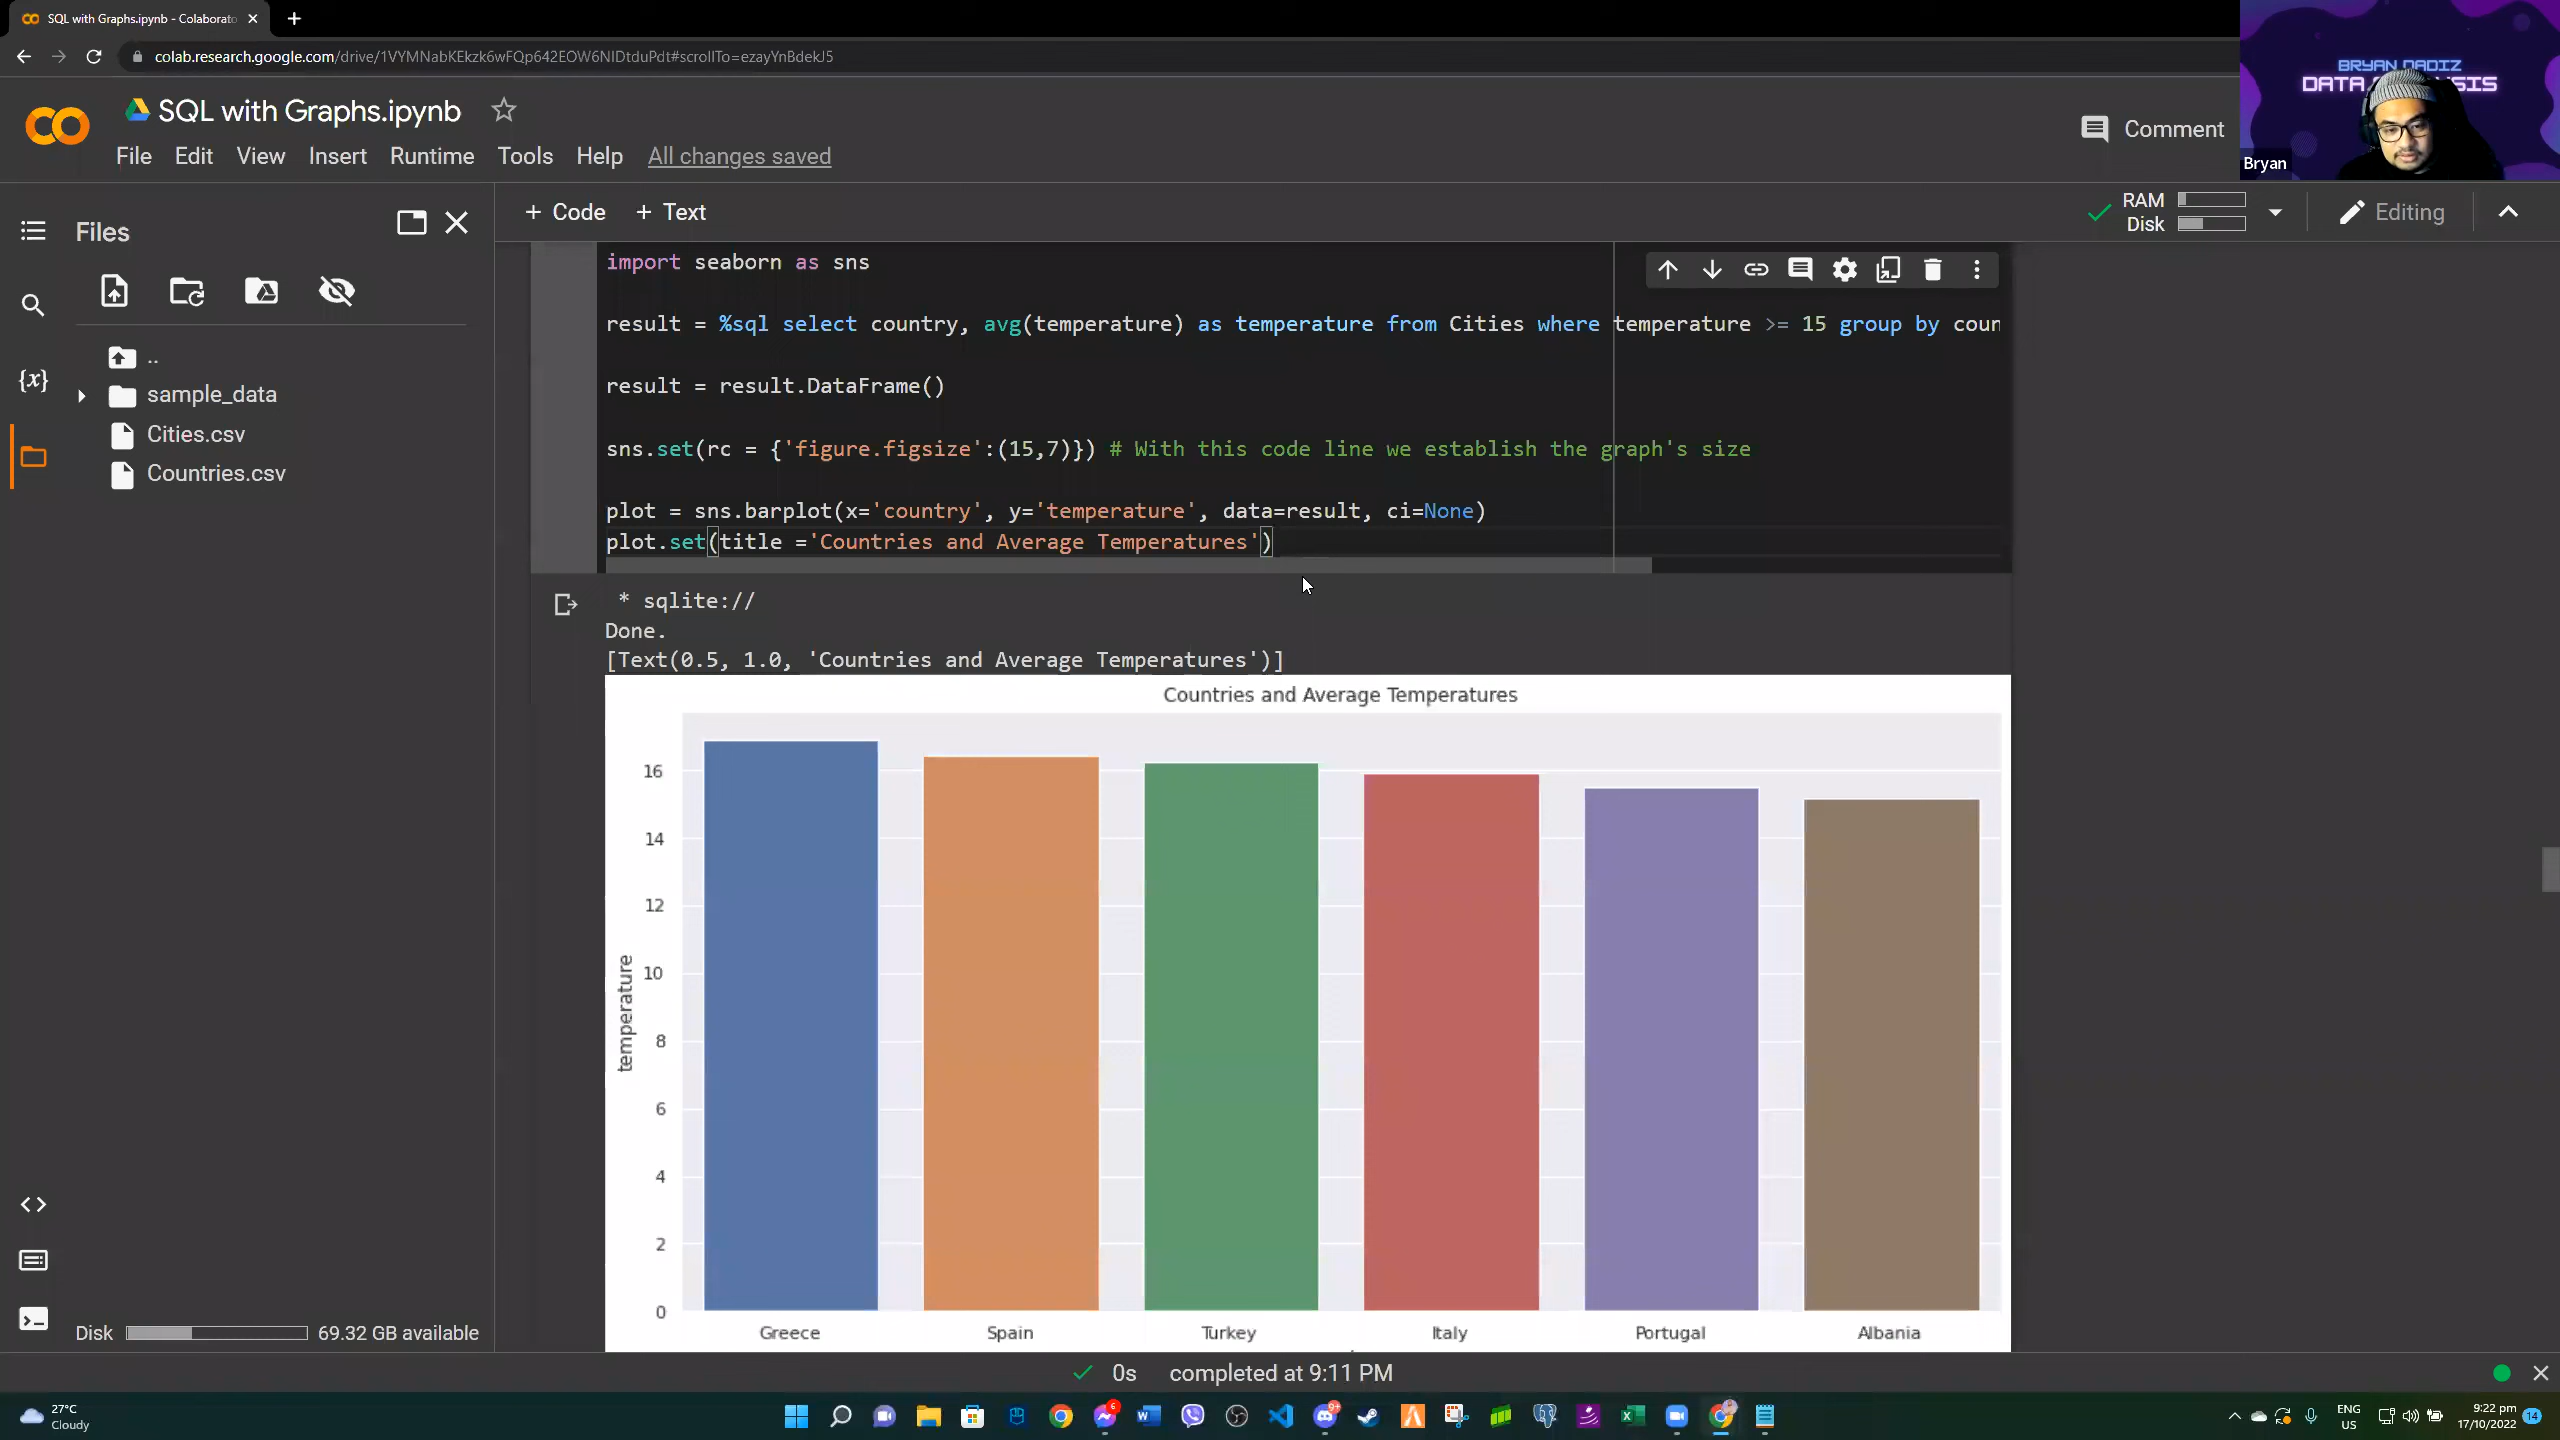 SQL with Graphs.ipynb - Colaborato
colab.research.google.com/drive/1VYMNabKEkzk6wFQp642EOW6NIDtduPdt#scrollTo=ezayYnBdekJ5
BRYAN DADIZ
Bryan
SQL with Graphs.ipynb
Comment
File Edit View Insert Runtime Tools Help All changes saved
+ Code + Text
RAM
Disk
Editing
Files
..
sample_data
Cities.csv
Countries.csv
{x}
import seaborn as sns
result = %sql select country, avg(temperature) as temperature from Cities where temperature >= 15 group by coun
result = result.DataFrame()
sns.set(rc = {'figure.figsize':(15,7)}) # With this code line we establish the graph's size
plot = sns.barplot(x='country', y='temperature', data=result, ci=None)
plot.set(title ='Countries and Average Temperatures')
* sqlite://
Done.
[Text(0.5, 1.0, 'Countries and Average Temperatures')]
Countries and Average Temperatures
16
14
12
10
8
6
4
2
0
temperature
Greece Spain Turkey Italy Portugal Albania
Disk 69.32 GB available
0s completed at 9:11 PM
27°C
Cloudy
ENG
US
9:22 pm
17/10/2022
14